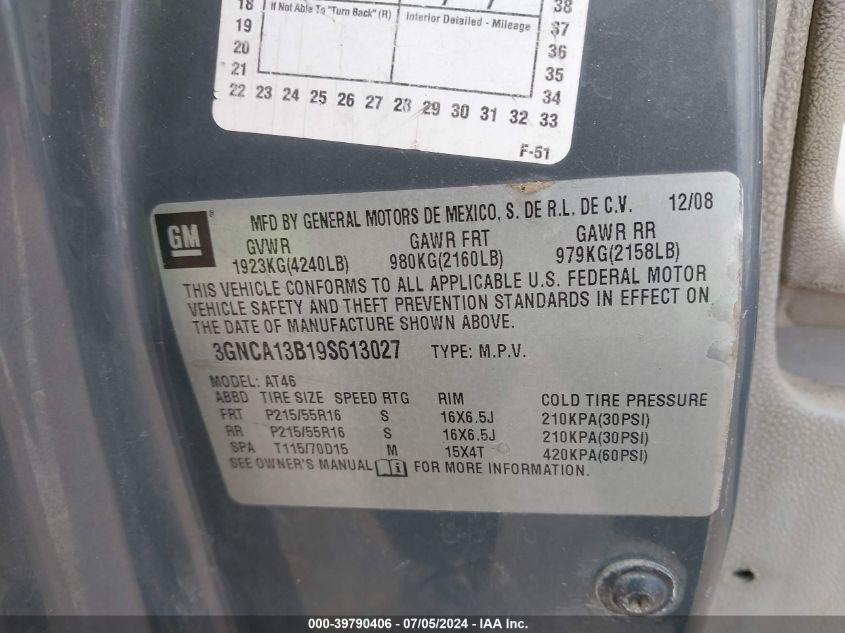 18 If Not Able To "Turn Back" (R) Interior Detailed - Mileage 38
19 37
20 36
21 35
34
22 23 24 25 26 27 28 29 30 31 32 33
F-51
GM ® MFD BY GENERAL MOTORS DE MEXICO, S. DE R.L. DE C.V. 12/08
GVWR GAWR FRT GAWR RR
1923KG(4240LB) 980KG(2160LB) 979KG(2158LB)
THIS VEHICLE CONFORMS TO ALL APPLICABLE U.S. FEDERAL MOTOR
VEHICLE SAFETY AND THEFT PREVENTION STANDARDS IN EFFECT ON
THE DATE OF MANUFACTURE SHOWN ABOVE.
3GNCA13B19S613027 TYPE: M.P.V.
MODEL: AT46
ABBD TIRE SIZE SPEED RTG RIM COLD TIRE PRESSURE
FRT P215/55R16 S 16X6.5J 210KPA(30PSI)
RR P215/55R16 S 16X6.5J 210KPA(30PSI)
SPA T115/70D15 M 15X4T 420KPA(60PSI)
SEE OWNER'S MANUAL i FOR MORE INFORMATION.
000-39790406 - 07/05/2024 - IAA Inc.